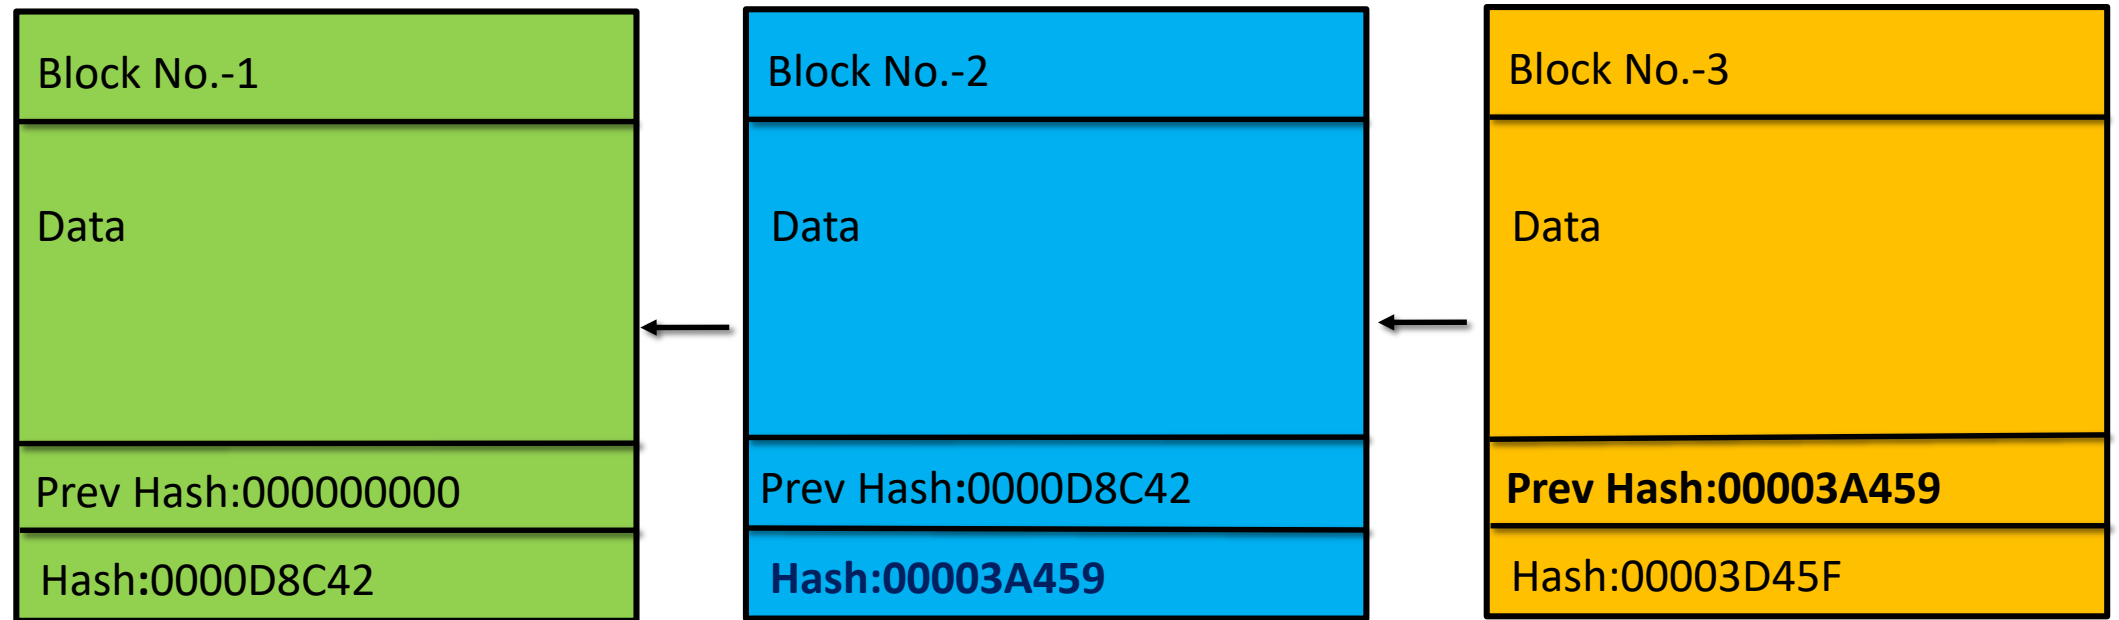 Block No.-1
Data
Prev Hash:000000000
Hash:0000D8C42
Block No.-2
Data
Prev Hash:0000D8C42
Hash:00003A459
Block No.-3
Data
Prev Hash:00003A459
Hash:00003D45F